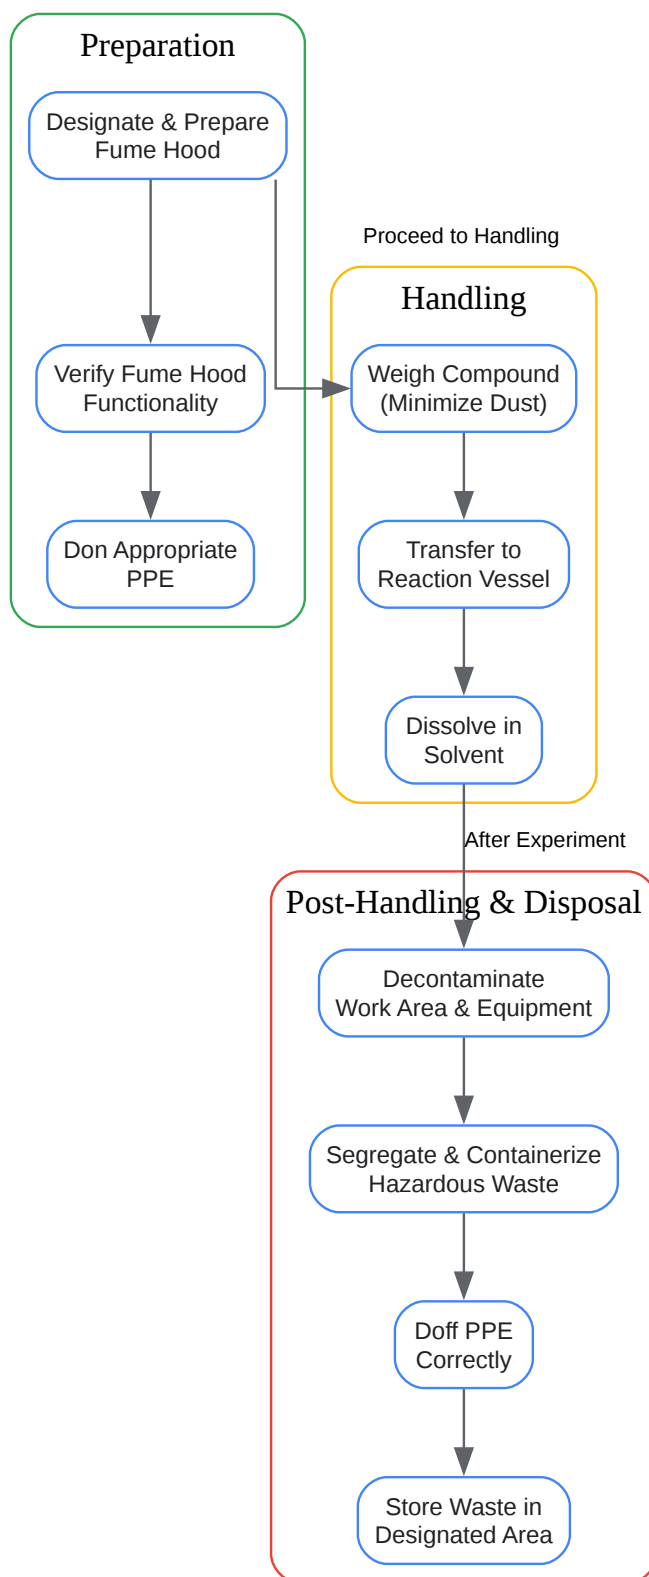 Preparation
Designate & Prepare
Fume Hood
Verify Fume Hood
Functionality
Don Appropriate
PPE
Proceed to Handling
Handling
Weigh Compound
(Minimize Dust)
Transfer to
Reaction Vessel
Dissolve in
Solvent
After Experiment
Post-Handling & Disposal
Decontaminate
Work Area & Equipment
Segregate & Containerize
Hazardous Waste
Doff PPE
Correctly
Store Waste in
Designated Area